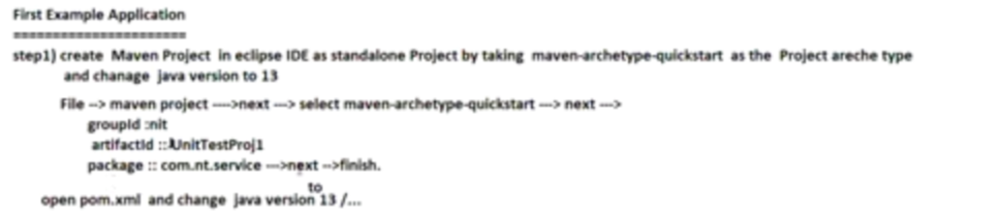 First Example Application
======================
step1) create Maven Project in eclipse IDE as standalone Project by taking maven-archetype-quickstart as the Project areche type
and chanage java version to 13
File --> maven project ---->next ---> select maven-archetype-quickstart ---> next --->
groupId :nit
artifactId :: JUnitTestProj1
package :: com.nt.service --->next -->finish.
to
open pom.xml and change java version 13 /...